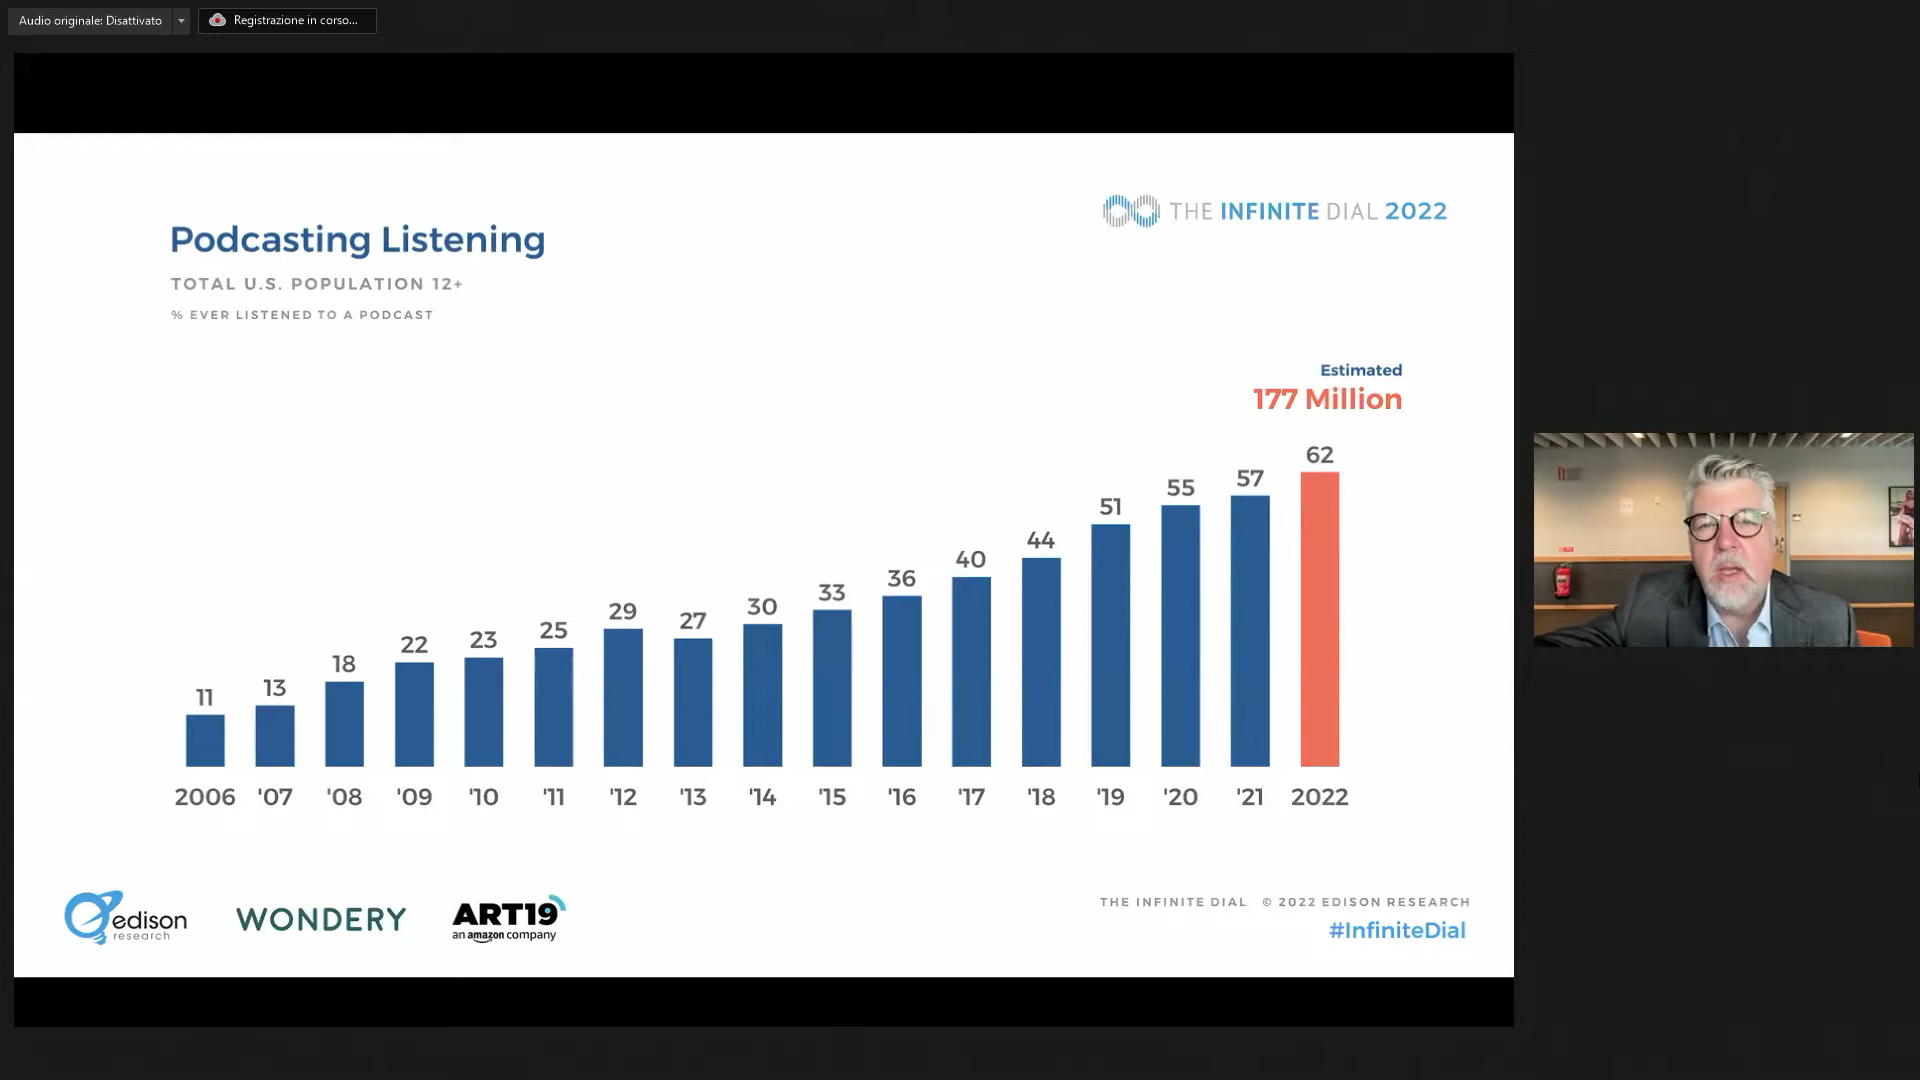 Audio originale: Disattivato
Registrazione in corso...
THE INFINITE DIAL 2022
Podcasting Listening
TOTAL U.S. POPULATION 12+
% EVER LISTENED TO A PODCAST
Estimated
177 Million
11 13 18 22 23 25 29 27 30 33 36 40 44 51 55 57 62
2006 '07 '08 '09 '10 '11 '12 '13 '14 '15 '16 '17 '18 '19 '20 '21 2022
edison
research
WONDERY
ART19
an amazon company
THE INFINITE DIAL © 2022 EDISON RESEARCH
#InfiniteDial